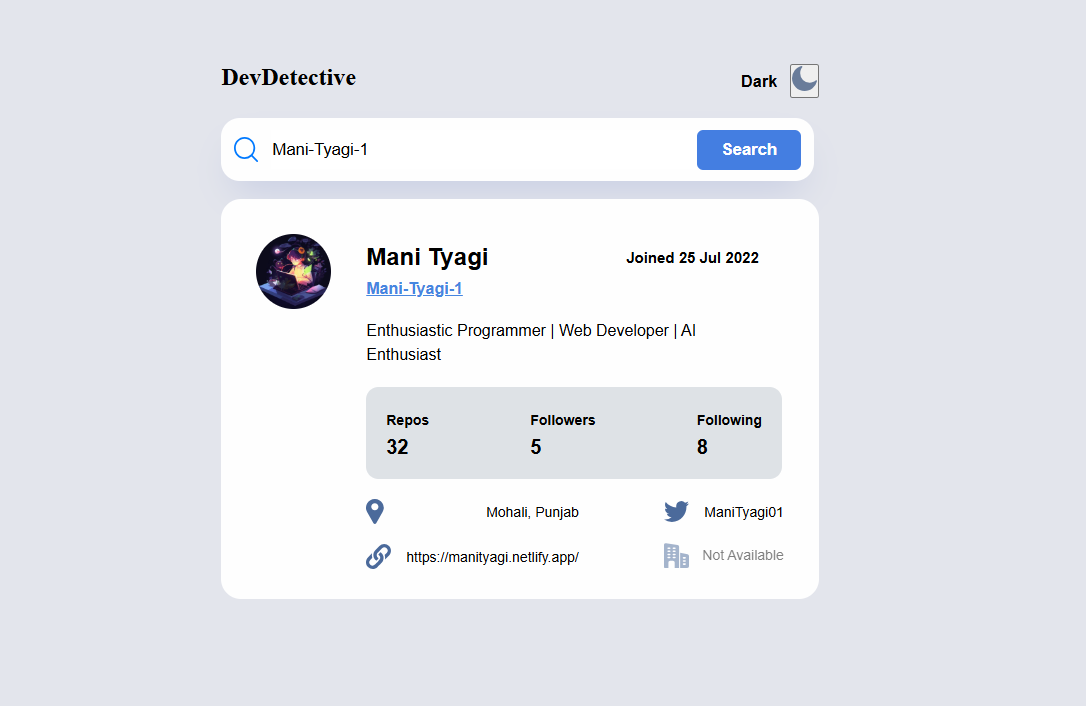 DevDetective
Dark
Mani-Tyagi-1
Search
Mani Tyagi
Joined 25 Jul 2022
Mani-Tyagi-1
Enthusiastic Programmer | Web Developer | AI
Enthusiast
Repos Followers Following
32 5 8
Mohali, Punjab ManiTyagi01
https://manityagi.netlify.app/ Not Available